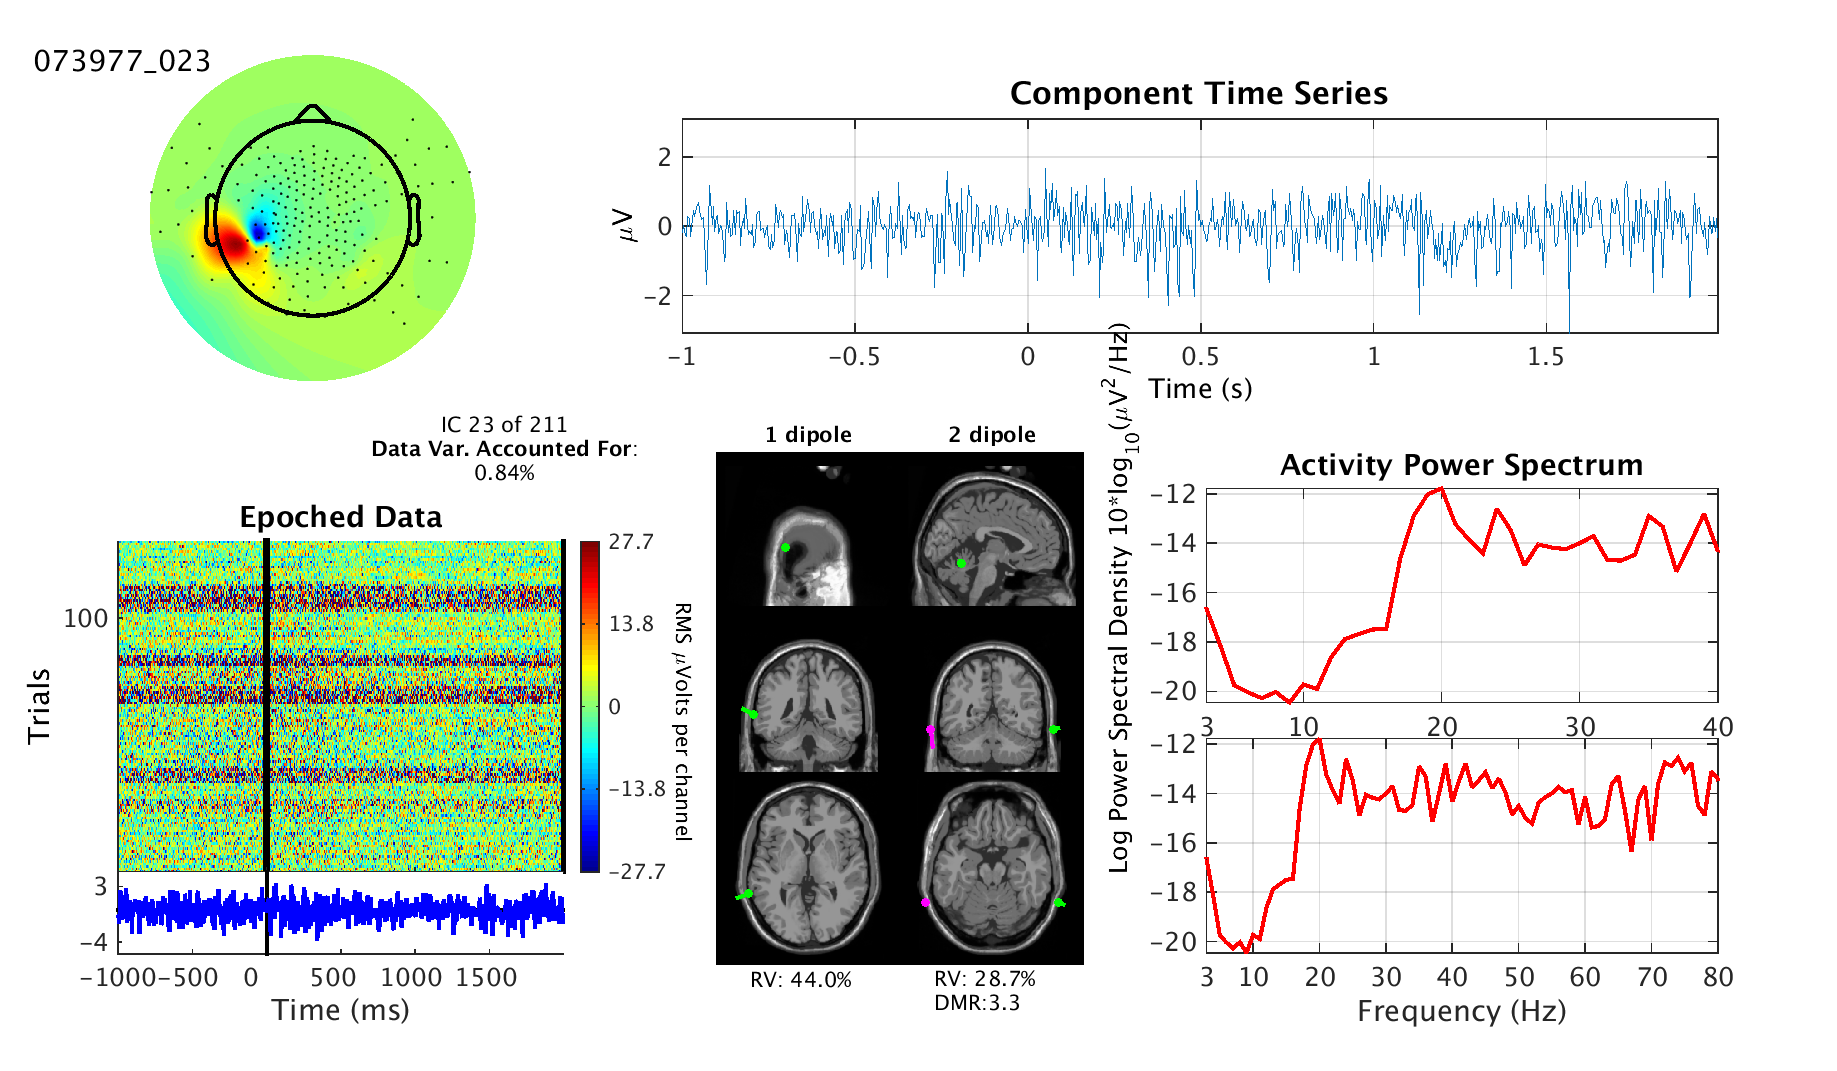 073977_023
Component Time Series
2
0
−2
μV
−1
−0.5
0
0.5
1
1.5
Time (s)
IC 23 of 211
Data Var. Accounted For:
0.84%
Epoched Data
100
Trials
27.7
13.8
0
−13.8
−27.7
RMS μVolts per channel
3
−4
−1000
−500
0
500
1000
1500
Time (ms)
1 dipole
2 dipole
RV: 44.0%
RV: 28.7%
DMR:3.3
Activity Power Spectrum
Log Power Spectral Density 10*log10(μV2/Hz)
−12
−14
−16
−18
−20
3
10
20
30
40
−12
−14
−16
−18
−20
3
10
20
30
40
50
60
70
80
Frequency (Hz)